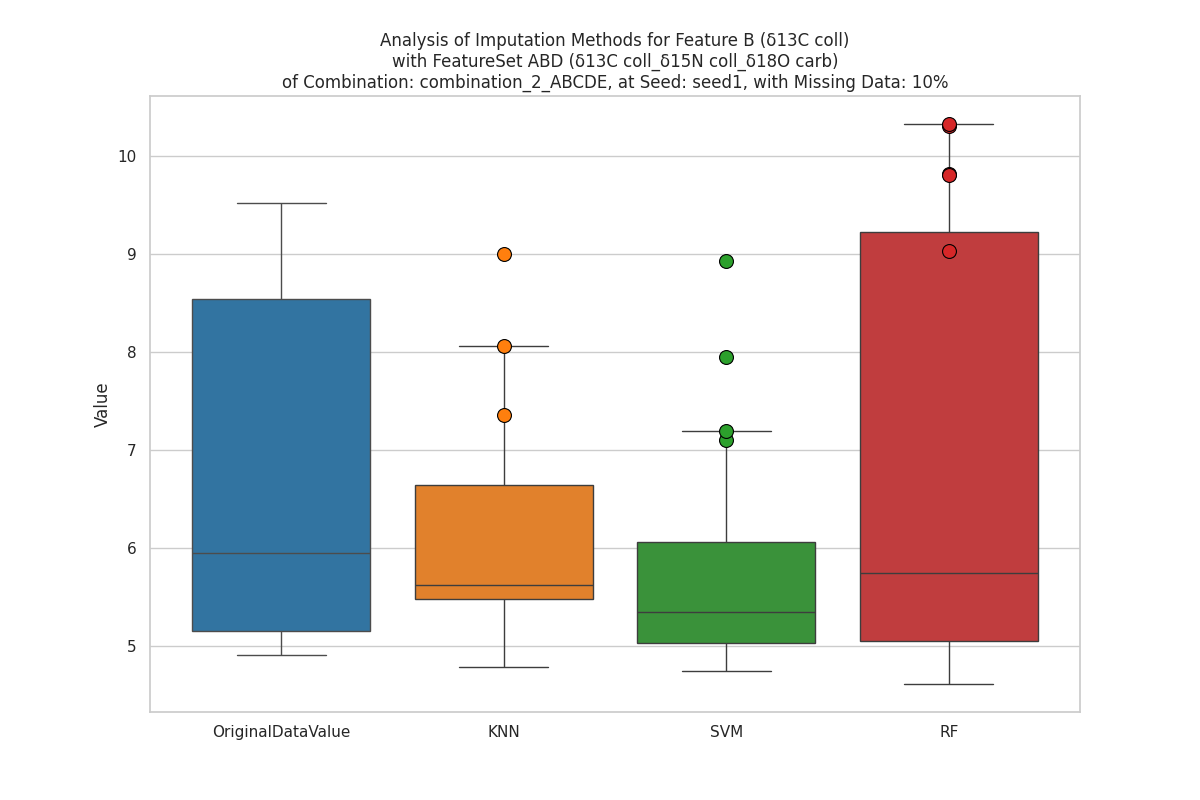 Analysis of Imputation Methods for Feature B (δ13C coll)
with FeatureSet ABD (δ13C coll_δ15N coll_δ18O carb)
of Combination: combination_2_ABCDE, at Seed: seed1, with Missing Data: 10%
10
9
8
7
6
5
Value
OriginalDataValue
KNN
SVM
RF